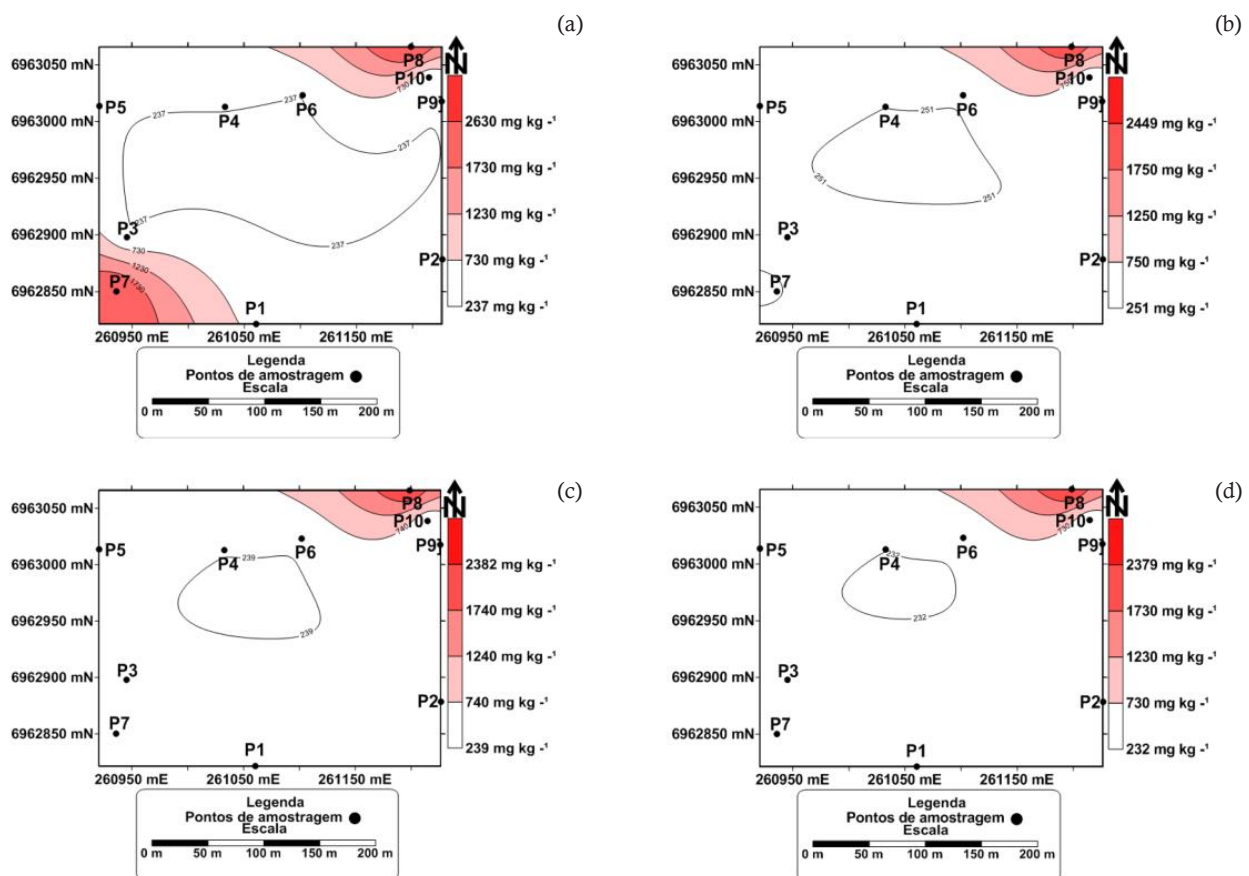 (a)
6963050 mN
6963000 mN
6962950 mN
6962900 mN
6962850 mN
P8
P10
730
P9
P5
P4
P6
237
237
237
237
237
P3
P2
730
1230
1730
P7
P1
260950 mE 261050 mE 261150 mE
N
2630 mg kg -¹
1730 mg kg -¹
1230 mg kg -¹
730 mg kg -¹
237 mg kg -¹
Legenda
Pontos de amostragem
Escala
0 m 50 m 100 m 150 m 200 m
(b)
6963050 mN
6963000 mN
6962950 mN
6962900 mN
6962850 mN
P8
P10
750
P9
P5
P4
P6
251
251
251
P3
P2
P7
P1
260950 mE 261050 mE 261150 mE
N
2449 mg kg -¹
1750 mg kg -¹
1250 mg kg -¹
750 mg kg -¹
251 mg kg -¹
Legenda
Pontos de amostragem
Escala
0 m 50 m 100 m 150 m 200 m
(c)
6963050 mN
6963000 mN
6962950 mN
6962900 mN
6962850 mN
P8
P10
740
P9
P5
P4
P6
239
239
P3
P2
P7
P1
260950 mE 261050 mE 261150 mE
N
2382 mg kg -¹
1740 mg kg -¹
1240 mg kg -¹
740 mg kg -¹
239 mg kg -¹
Legenda
Pontos de amostragem
Escala
0 m 50 m 100 m 150 m 200 m
(d)
6963050 mN
6963000 mN
6962950 mN
6962900 mN
6962850 mN
P8
P10
730
P9
P5
P4
P6
232
232
P3
P2
P7
P1
260950 mE 261050 mE 261150 mE
N
2379 mg kg -¹
1730 mg kg -¹
1230 mg kg -¹
730 mg kg -¹
232 mg kg -¹
Legenda
Pontos de amostragem
Escala
0 m 50 m 100 m 150 m 200 m